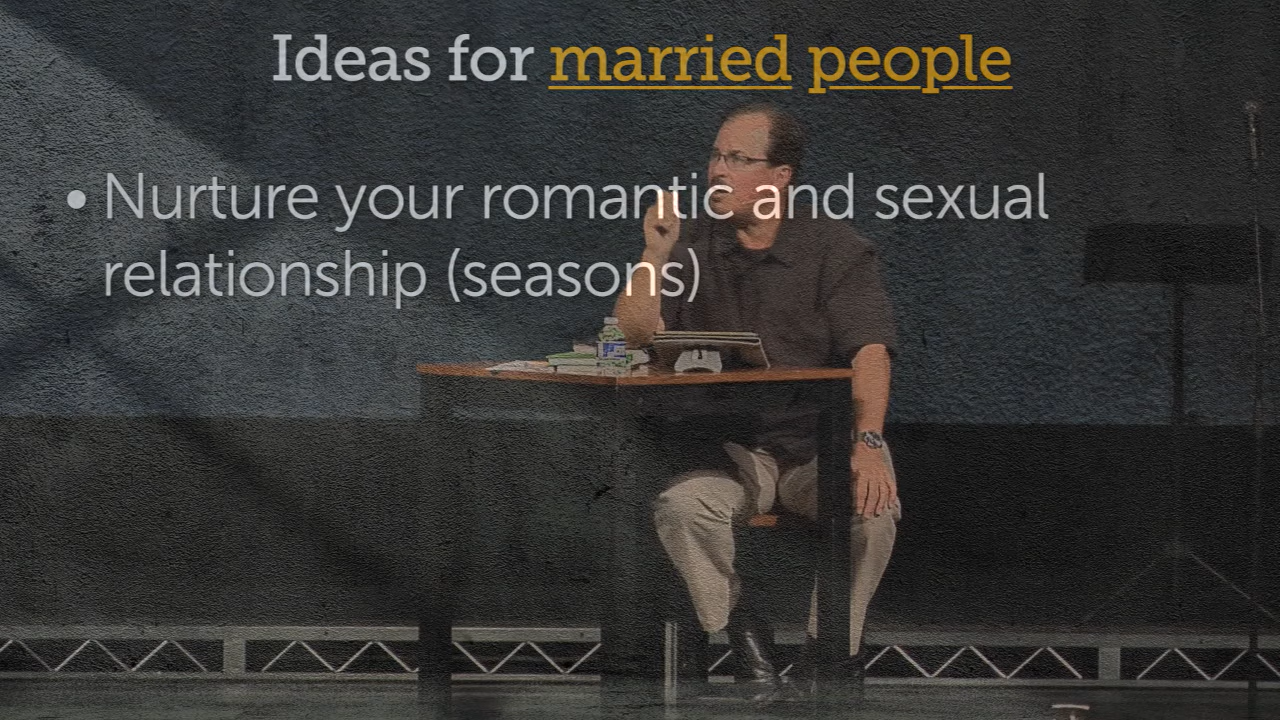 Ideas for married people
• Nurture your romantic and sexual
relationship (seasons)